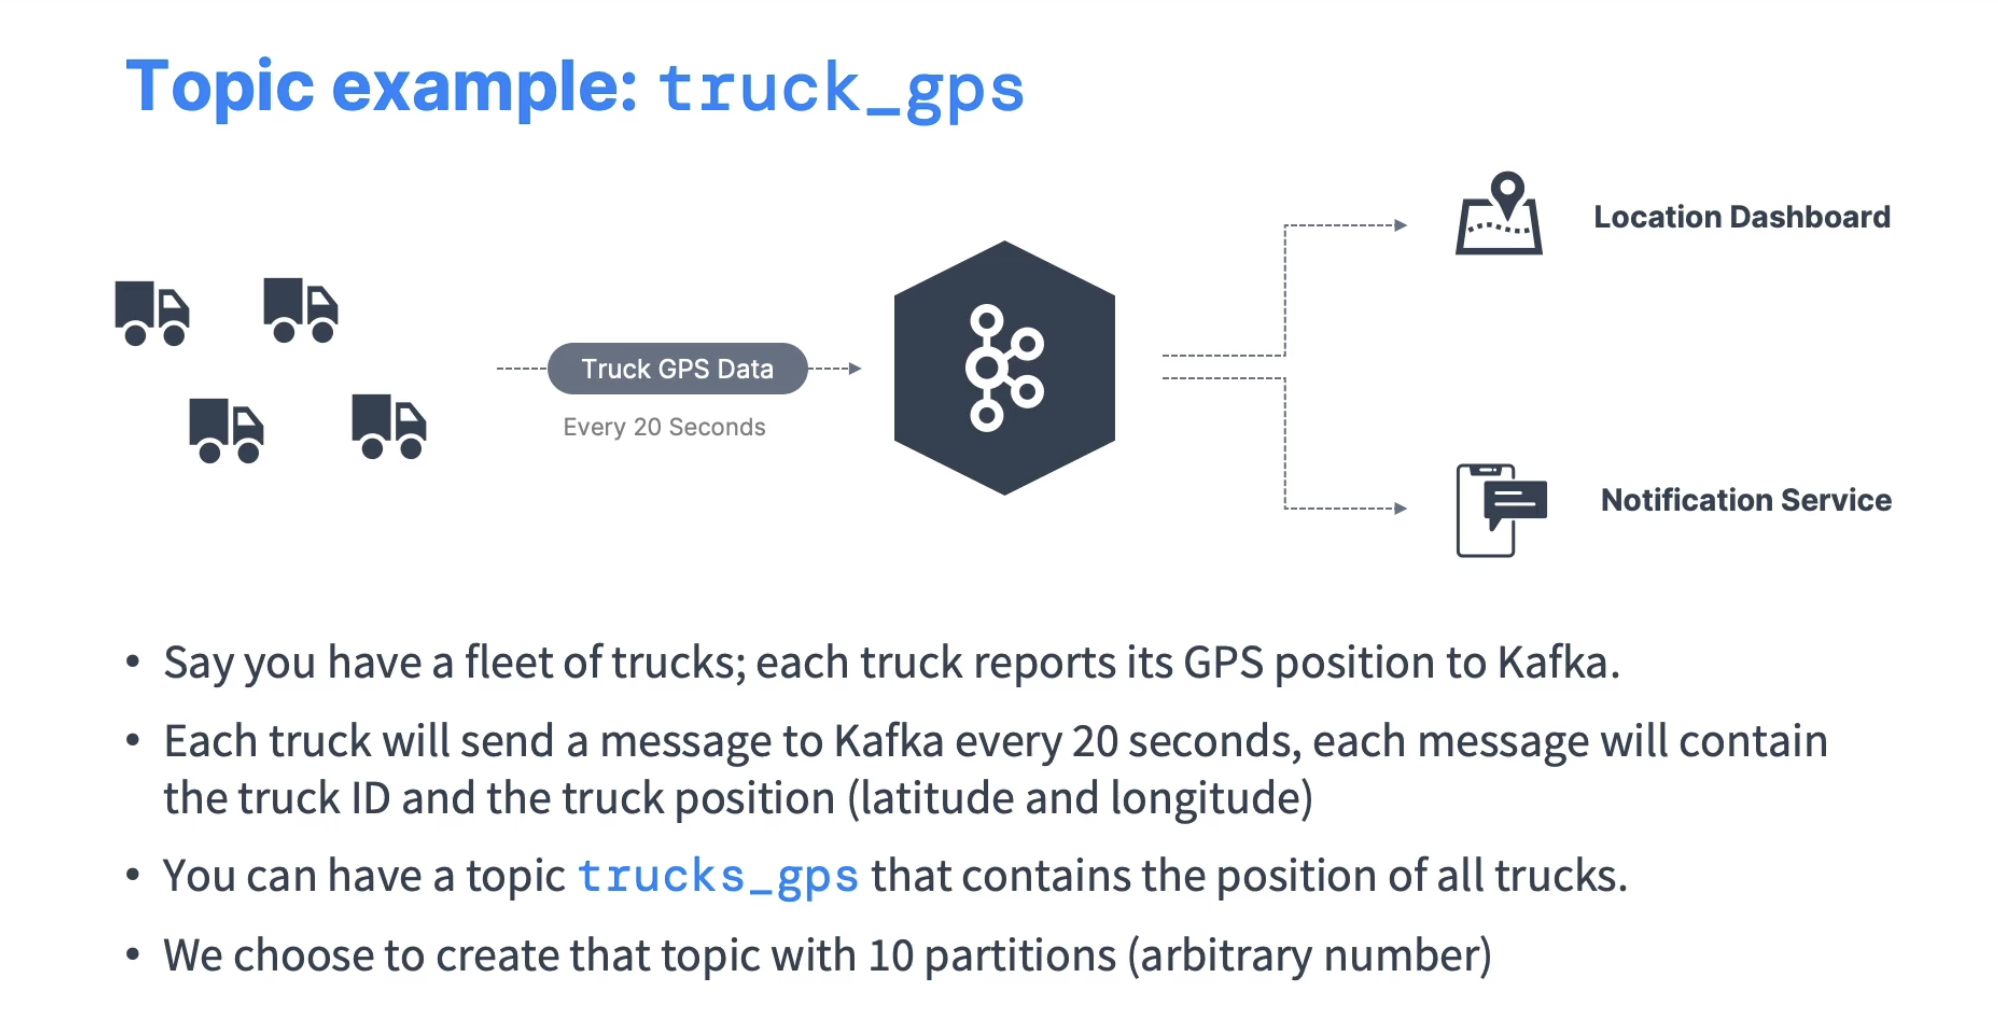 Topic example: truck_gps
Location Dashboard
Truck GPS Data
Every 20 Seconds
Notification Service
• Say you have a fleet of trucks; each truck reports its GPS position to Kafka.
• Each truck will send a message to Kafka every 20 seconds, each message will contain
the truck ID and the truck position (latitude and longitude)
• You can have a topic trucks_gps that contains the position of all trucks.
• We choose to create that topic with 10 partitions (arbitrary number)